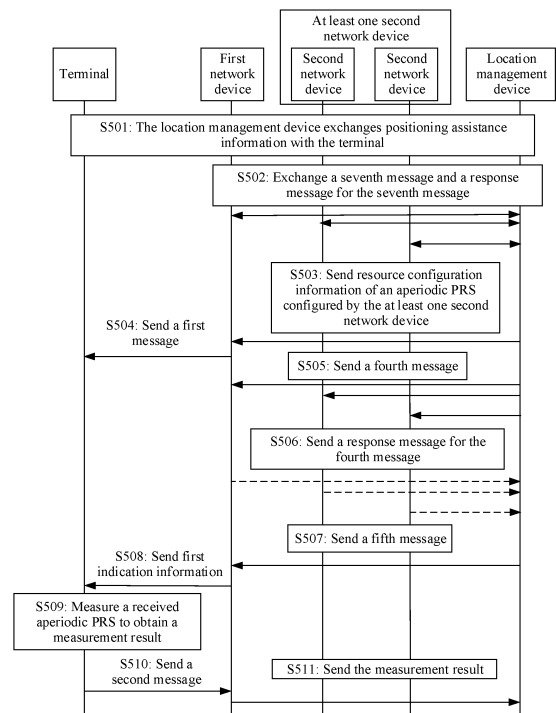 At least one second
network device
Terminal
First
network
device
Second
network
device
Second
network
device
Location
management
device
S501: The location management device exchanges positioning assistance
information with the terminal
S502: Exchange a seventh message and a response
message for the seventh message
S503: Send resource configuration
information of an aperiodic PRS
configured by the at least one second
network device
S504: Send a first
message
S505: Send a fourth message
S506: Send a response message for the
fourth message
S507: Send a fifth message
S508: Send first
indication information
S509: Measure a received
aperiodic PRS to obtain a
measurement result
S510: Send a
second message
S511: Send the measurement result